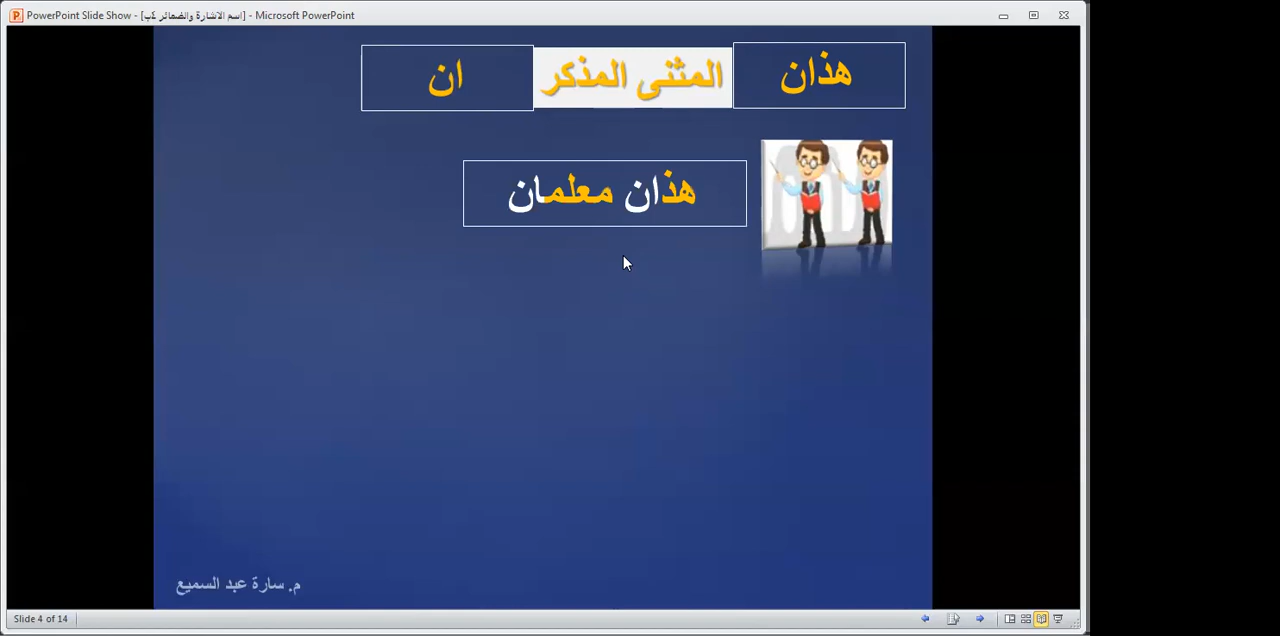 PowerPoint Slide Show - [اسم الاشارة والضمائر ٤ب] - Microsoft PowerPoint
هذان المثنى المذكر ان
هذان معلمان
م. سارة عبد السميع
Slide 4 of 14